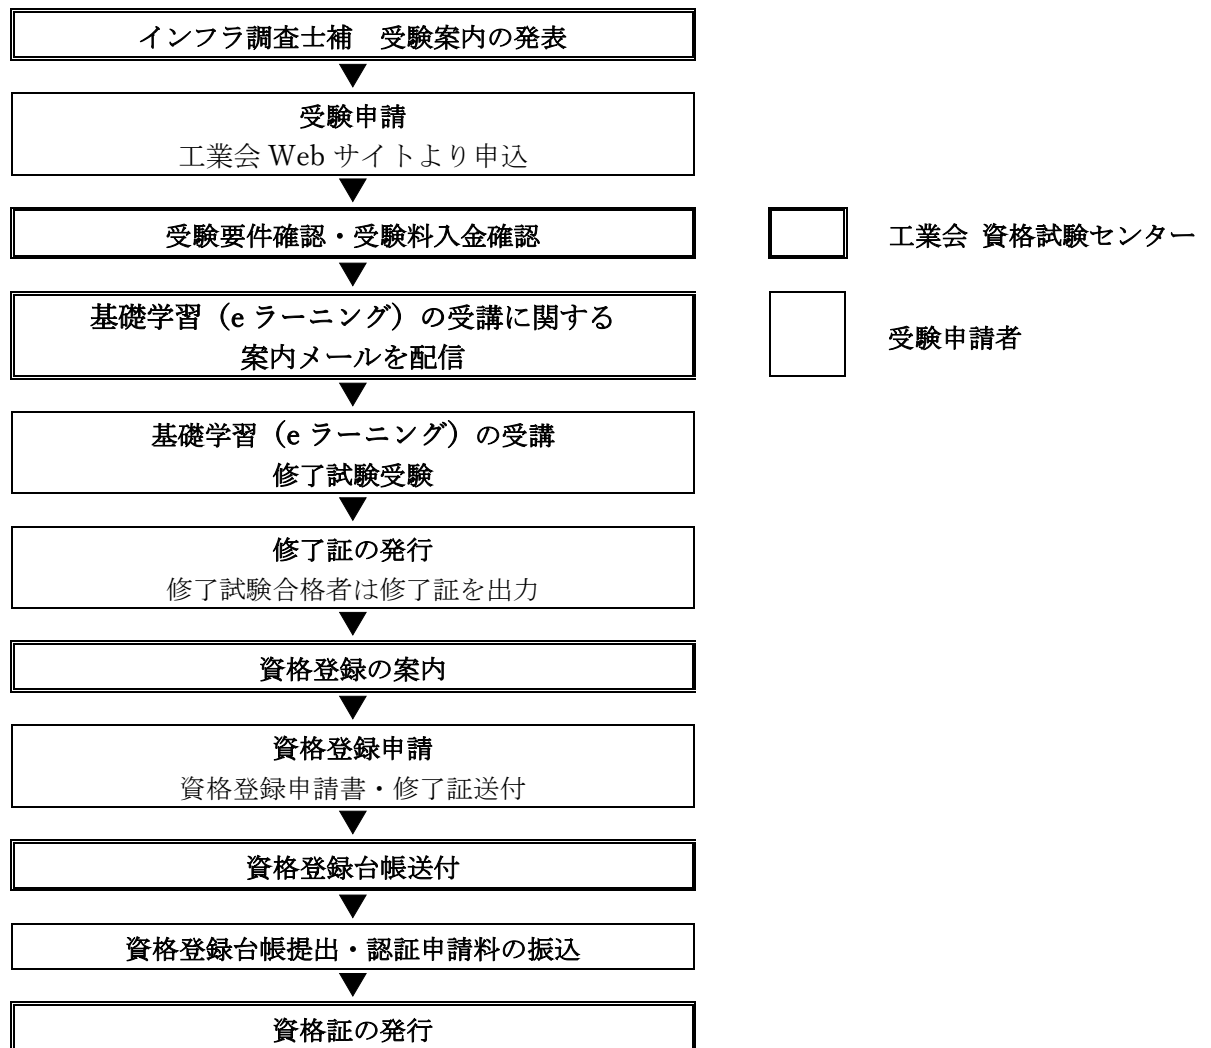 インフラ調査士補　受験案内の発表
▼
受験申請
工業会 Web サイトより申込
▼
受験要件確認・受験料入金確認
工業会 資格試験センター
▼
基礎学習（e ラーニング）の受講に関する
案内メールを配信
受験申請者
▼
基礎学習（e ラーニング）の受講
修了試験受験
▼
修了証の発行
修了試験合格者は修了証を出力
▼
資格登録の案内
▼
資格登録申請
資格登録申請書・修了証送付
▼
資格登録台帳送付
▼
資格登録台帳提出・認証申請料の振込
▼
資格証の発行